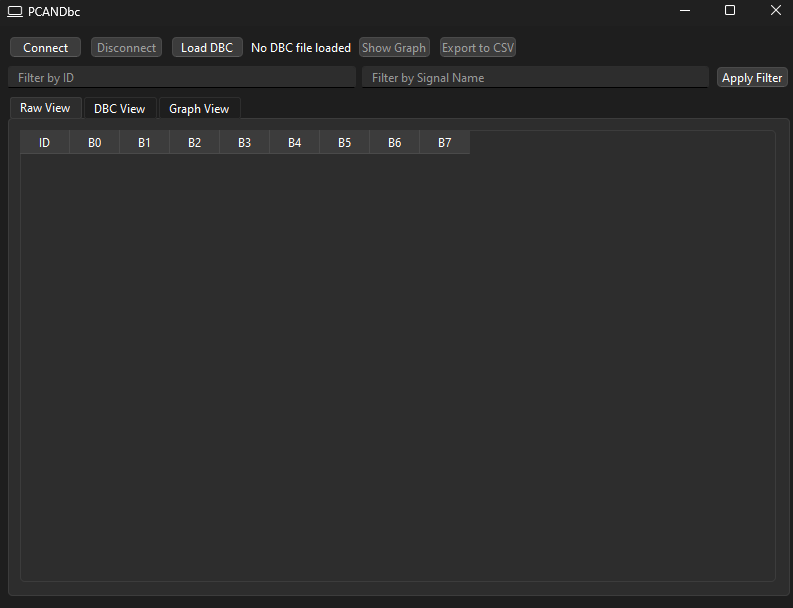 PCANDbc
Connect Disconnect Load DBC No DBC file loaded Show Graph Export to CSV
Filter by ID Filter by Signal Name Apply Filter
Raw View DBC View Graph View
ID B0 B1 B2 B3 B4 B5 B6 B7